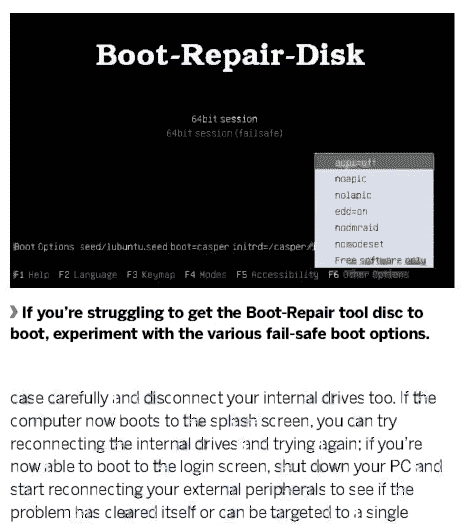 Boot-Repair-Disk
64bit session
64bit session (failsafe)
acpi=off
noapic
nolapic
edd=on
nodmraid
nomodeset
Free software only
Boot Options seed/lubuntu.seed boot=casper initrd=/casper/
F1 Help F2 Language F3 Keymap F4 Modes F5 Accessibility F6 Other Options
❯ If you’re struggling to get the Boot-Repair tool disc to
boot, experiment with the various fail-safe boot options.
case carefully and disconnect your internal drives too. If the
computer now boots to the splash screen, you can try
reconnecting the internal drives and trying again; if you’re
now able to boot to the login screen, shut down your PC and
start reconnecting your external peripherals to see if the
problem has cleared itself or can be targeted to a single